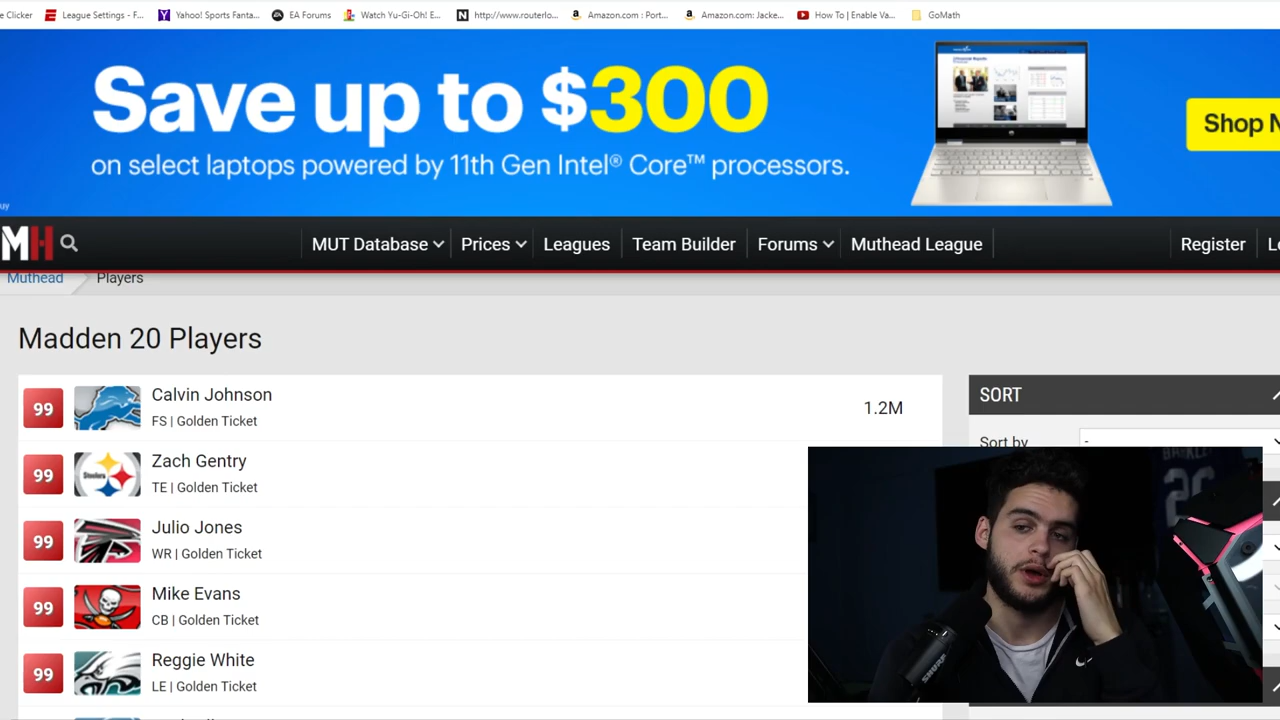 e Clicker League Settings - F... Yahoo! Sports Fanta... EA Forums Watch Yu-Gi-Oh! E... http://www.routerlo... Amazon.com : Port... Amazon.com: Jacke... How To | Enable Va... GoMath
Save up to $300
on select laptops powered by 11th Gen Intel® Core™ processors.
Shop N
uy
MH MUT Database Prices Leagues Team Builder Forums Muthead League Register L
Muthead Players
Madden 20 Players
99 Calvin Johnson
FS | Golden Ticket
1.2M
SORT
Sort by -
99 Zach Gentry
Steelers
TE | Golden Ticket
99 Julio Jones
WR | Golden Ticket
99 Mike Evans
CB | Golden Ticket
99 Reggie White
LE | Golden Ticket
SHURE